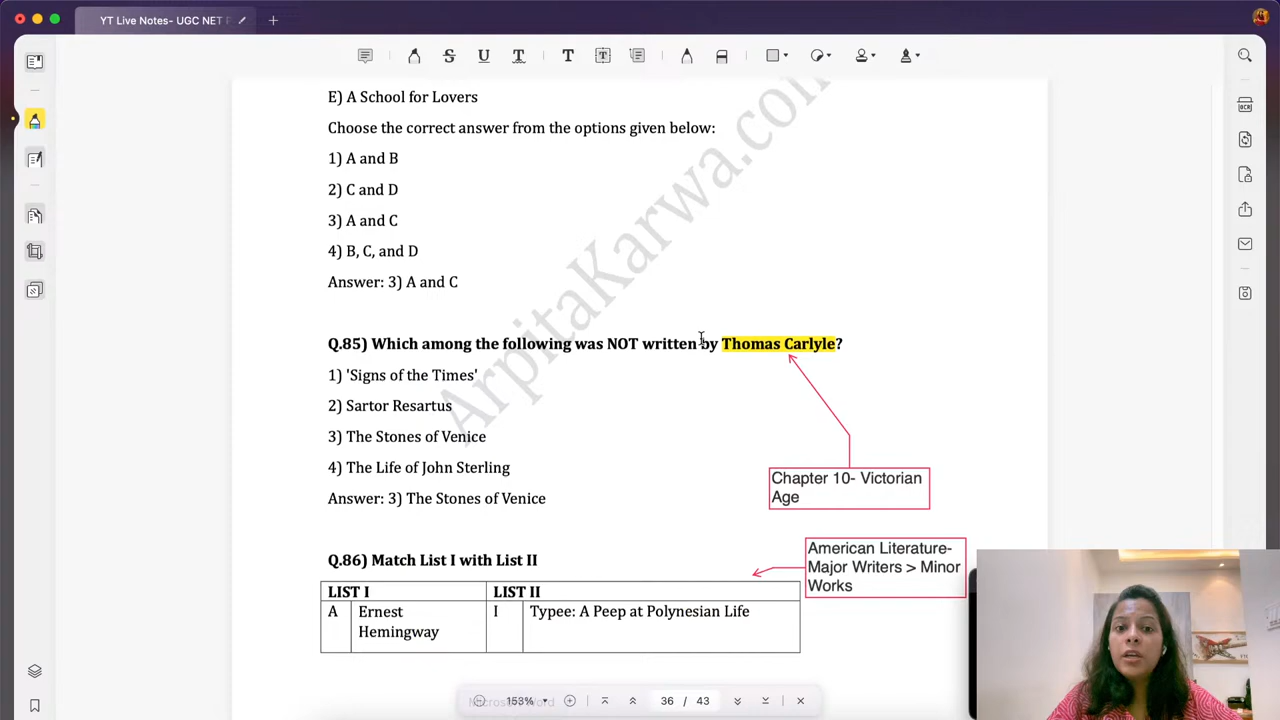 YT Live Notes- UGC NET P
E) A School for Lovers
Choose the correct answer from the options given below:
1) A and B
2) C and D
3) A and C
4) B, C, and D
Answer: 3) A and C
ArpitaKarwa.com
Q.85) Which among the following was NOT written by Thomas Carlyle?
1) 'Signs of the Times'
2) Sartor Resartus
3) The Stones of Venice
4) The Life of John Sterling
Answer: 3) The Stones of Venice
Chapter 10- Victorian
Age
Q.86) Match List I with List II
American Literature-
Major Writers > Minor
Works
LIST I LIST II
A Ernest Hemingway I Typee: A Peep at Polynesian Life
153% 36 / 43
Microsoft Word
OCR